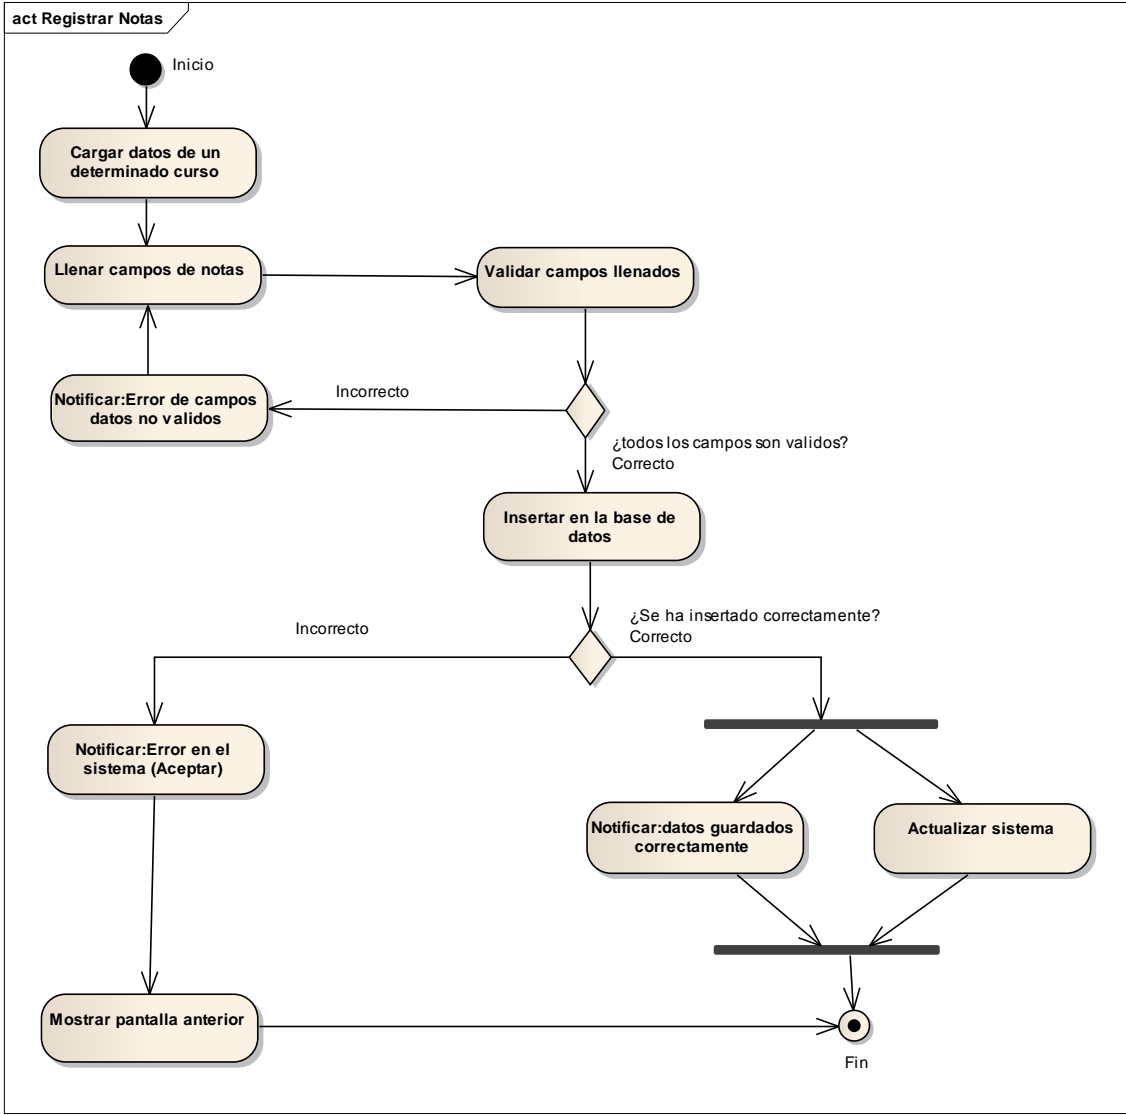 act Registrar Notas
Inicio
Cargar datos de un
determinado curso
Llenar campos de notas
Validar campos llenados
Incorrecto
Notificar:Error de campos
datos no validos
¿todos los campos son validos?
Correcto
Insertar en la base de
datos
¿Se ha insertado correctamente?
Correcto
Incorrecto
Notificar:Error en el
sistema (Aceptar)
Notificar:datos guardados
correctamente
Actualizar sistema
Mostrar pantalla anterior
Fin